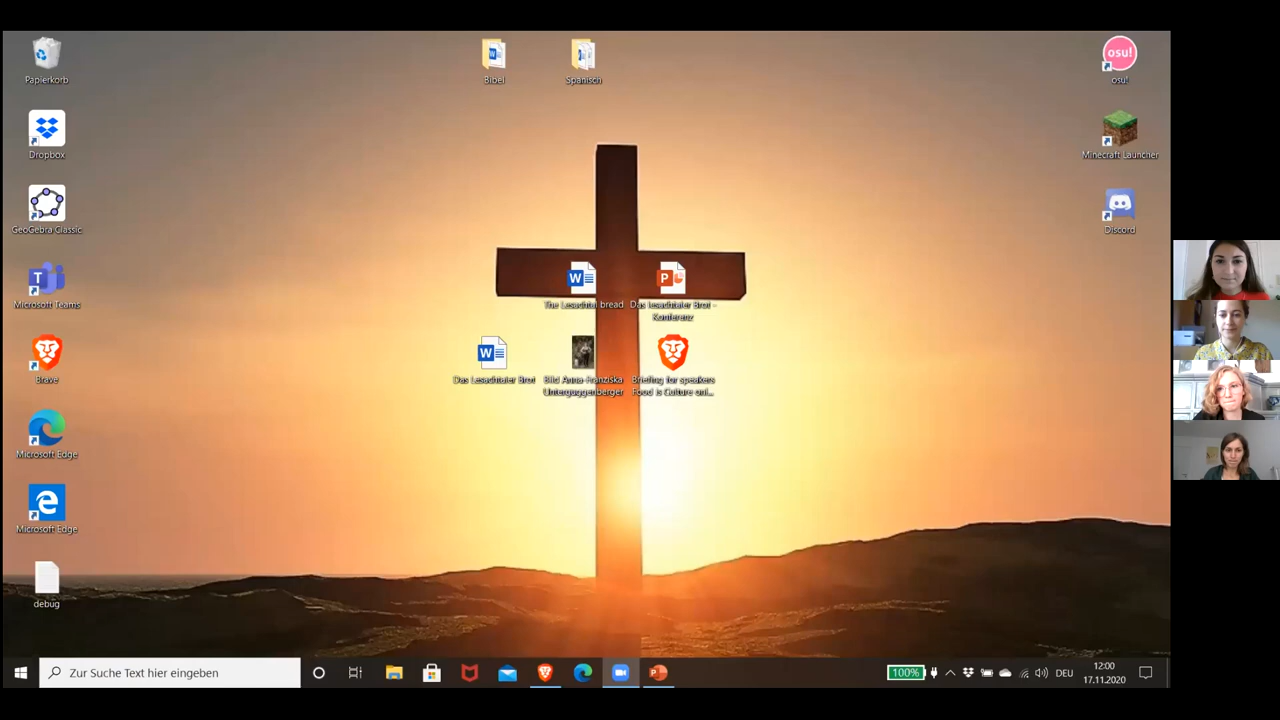 Papierkorb
Bibel
Spanisch
osu!
osu!
Dropbox
Minecraft Launcher
GeoGebra Classic
Discord
Microsoft Teams
The Lesachtal bread
Das lesachtaler Brot -
Konferenz
Brave
Das Lesachtaler Brot
Bild Anna-Franziska
Unterguggenberger
Briefing for speakers
Food is Culture onl...
Microsoft Edge
Microsoft Edge
debug
Zur Suche Text hier eingeben
100%
DEU
12:00
17.11.2020